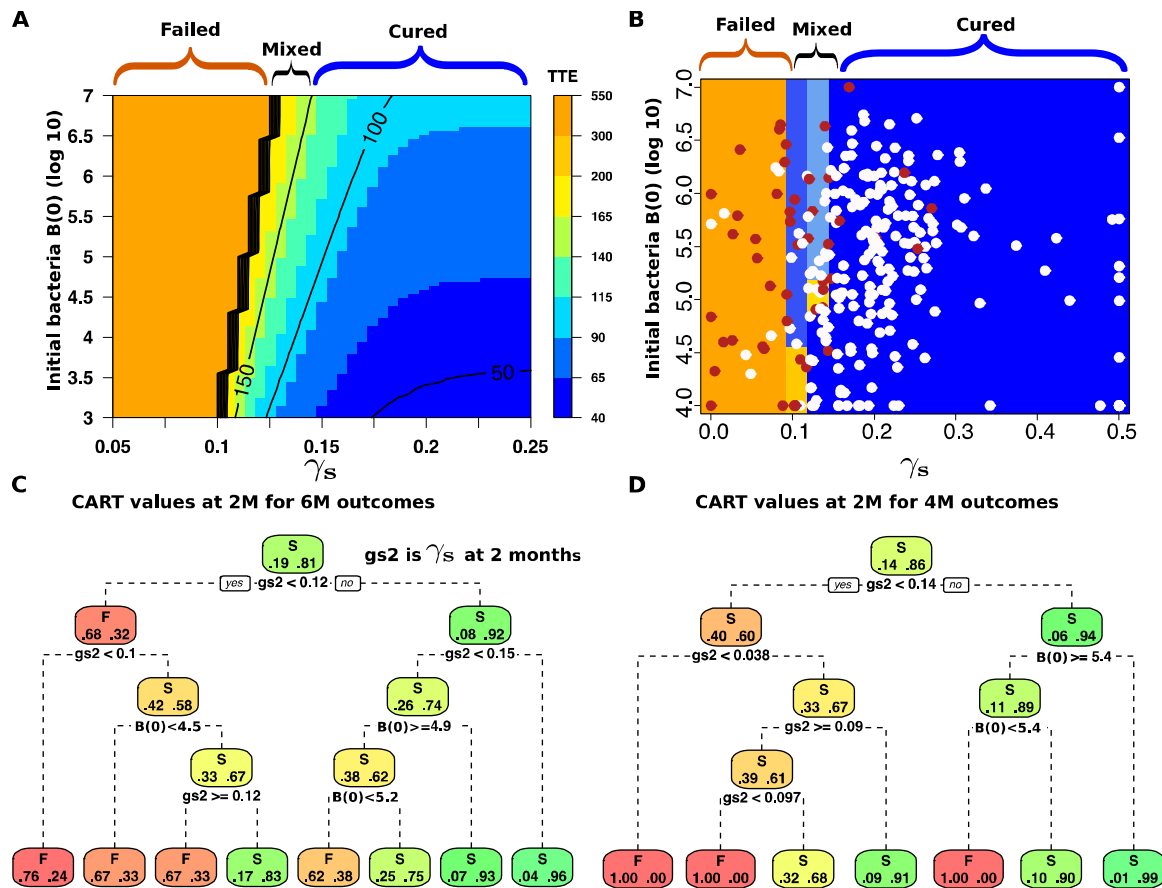 A
Failed
Mixed
Cured
TTE
Initial bacteria B(0) (log 10)
7
6.5
6
5.5
5
4.5
4
3.5
3
150
100
50
0.05
0.1
0.15
0.2
0.25
γs
550
300
200
165
140
115
90
65
40
B
Failed
Mixed
Cured
Initial bacteria B(0) (log 10)
7.0
6.5
6.0
5.5
5.0
4.5
4.0
0.0
0.1
0.2
0.3
0.4
0.5
γs
C
CART values at 2M for 6M outcomes
gs2 is γs at 2 months
S
.19 .81
yes gs2 < 0.12 no
F
.68 .32
gs2 < 0.1
S
.08 .92
gs2 < 0.15
S
.42 .58
B(0)<4.5
S
.26 .74
B(0)>=4.9
S
.33 .67
gs2 >= 0.12
S
.38 .62
B(0)<5.2
F
.76 .24
F
.67 .33
F
.67 .33
S
.17 .83
F
.62 .38
S
.25 .75
S
.07 .93
S
.04 .96
D
CART values at 2M for 4M outcomes
S
.14 .86
yes gs2 < 0.14 no
S
.40 .60
gs2 < 0.038
S
.06 .94
B(0) >= 5.4
S
.33 .67
gs2 >= 0.09
S
.11 .89
B(0)<5.4
S
.39 .61
gs2 < 0.097
F
1.00 .00
F
1.00 .00
S
.32 .68
S
.09 .91
F
1.00 .00
S
.10 .90
S
.01 .99